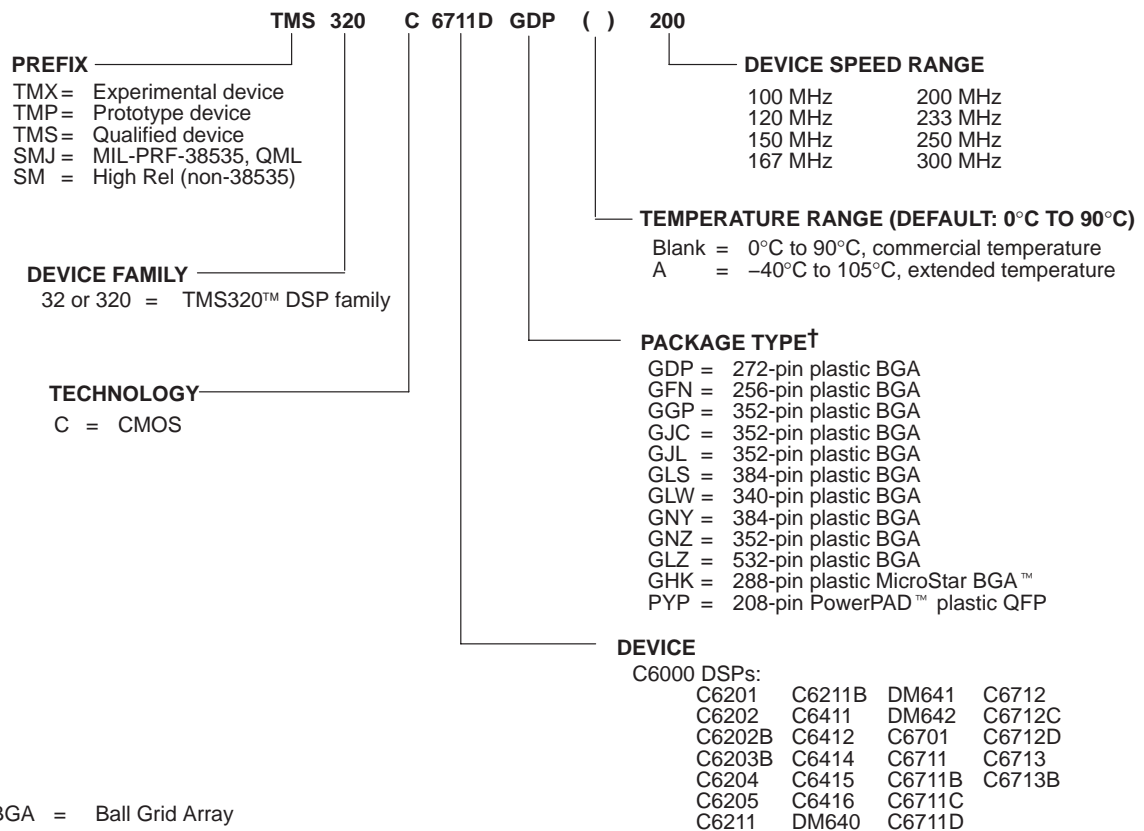 TMS 320 C 6711D GDP ( ) 200
PREFIX
TMX = Experimental device
TMP = Prototype device
TMS = Qualified device
SMJ = MIL-PRF-38535, QML
SM = High Rel (non-38535)
DEVICE SPEED RANGE
100 MHz 200 MHz
120 MHz 233 MHz
150 MHz 250 MHz
167 MHz 300 MHz
TEMPERATURE RANGE (DEFAULT: 0°C TO 90°C)
Blank = 0°C to 90°C, commercial temperature
A = −40°C to 105°C, extended temperature
DEVICE FAMILY
32 or 320 = TMS320™ DSP family
PACKAGE TYPE†
GDP = 272-pin plastic BGA
GFN = 256-pin plastic BGA
GGP = 352-pin plastic BGA
GJC = 352-pin plastic BGA
GJL = 352-pin plastic BGA
GLS = 384-pin plastic BGA
GLW = 340-pin plastic BGA
GNY = 384-pin plastic BGA
GNZ = 352-pin plastic BGA
GLZ = 532-pin plastic BGA
GHK = 288-pin plastic MicroStar BGA™
PYP = 208-pin PowerPAD™ plastic QFP
TECHNOLOGY
C = CMOS
DEVICE
C6000 DSPs:
C6201 C6211B DM641 C6712
C6202 C6411 DM642 C6712C
C6202B C6412 C6701 C6712D
C6203B C6414 C6711 C6713
C6204 C6415 C6711B C6713B
C6205 C6416 C6711C
C6211 DM640 C6711D
BGA = Ball Grid Array